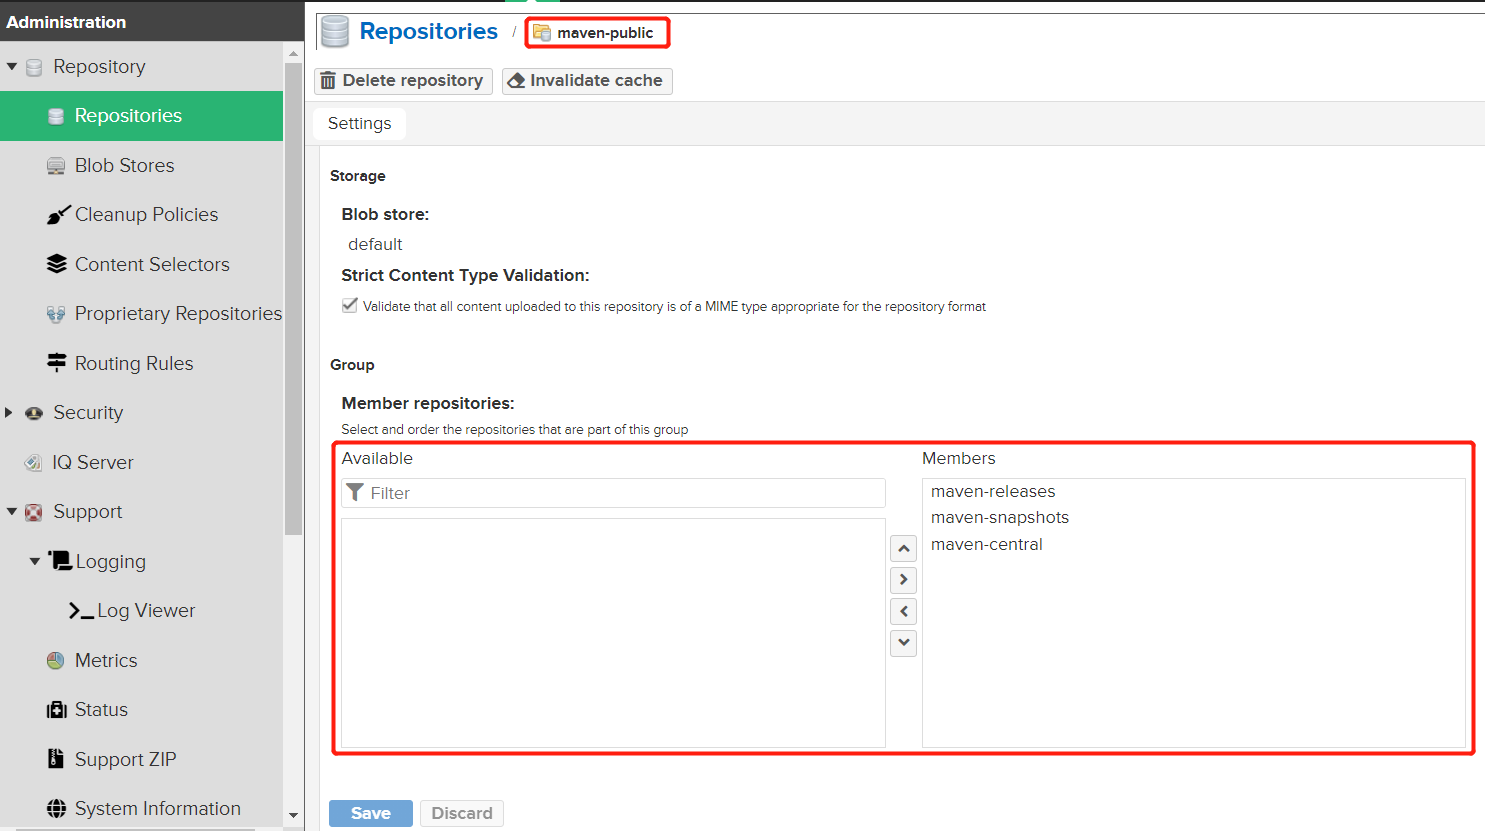 Administration
Repository
Repositories
Blob Stores
Cleanup Policies
Content Selectors
Proprietary Repositories
Routing Rules
Security
IQ Server
Support
Logging
Log Viewer
Metrics
Status
Support ZIP
System Information
Repositories / maven-public
Delete repository Invalidate cache
Settings
Storage
Blob store:
default
Strict Content Type Validation:
Validate that all content uploaded to this repository is of a MIME type appropriate for the repository format
Group
Member repositories:
Select and order the repositories that are part of this group
Available
Filter
Members
maven-releases
maven-snapshots
maven-central
Save Discard